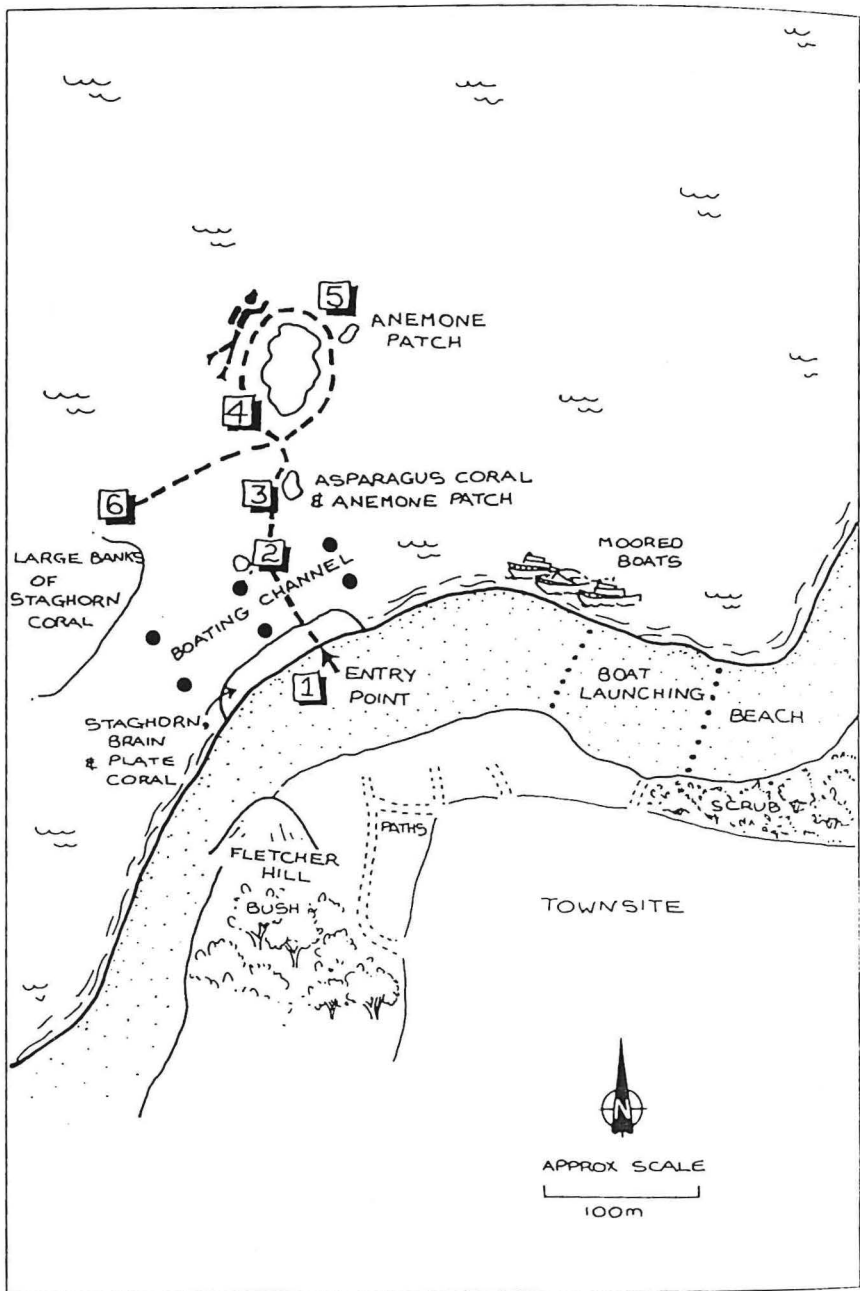 5
ANEMONE
PATCH
4
3
ASPARAGUS CORAL
& ANEMONE PATCH
6
2
LARGE BANKS
OF
STAGHORN
CORAL
MOORED
BOATS
BOATING CHANNEL
1
ENTRY
POINT
BOAT
LAUNCHING
BEACH
STAGHORN,
BRAIN
& PLATE
CORAL
SCRUB
PATHS
FLETCHER
HILL
BUSH
TOWNSITE
N
APPROX SCALE
100m